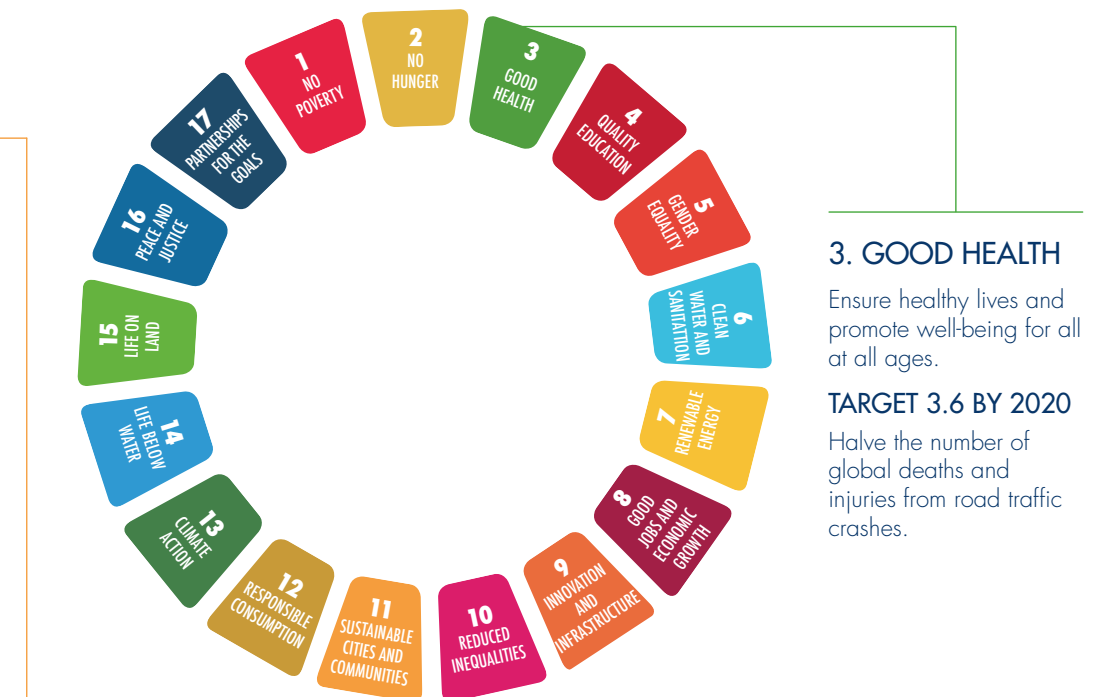 1
NO
POVERTY
2
NO
HUNGER
3
GOOD
HEALTH
4
QUALITY
EDUCATION
5
GENDER
EQUALITY
6
CLEAN
WATER AND
SANITATTION
7
RENEWABLE
ENERGY
8
GOOD
JOBS AND
ECONOMIC
GROWTH
9
INNOVATION
AND
INFRASTRUCTURE
10
REDUCED
INEQUALITIES
11
SUSTAINABLE
CITIES AND
COMMUNITIES
12
RESPONSIBLE
CONSUMPTION
13
CLIMATE
ACTION
14
LIFE BELOW
WATER
15
LIFE ON
LAND
16
PEACE AND
JUSTICE
17
PARTNERSHIPS
FOR THE
GOALS
3. GOOD HEALTH
Ensure healthy lives and
promote well-being for all
at all ages.
TARGET 3.6 BY 2020
Halve the number of
global deaths and
injuries from road traffic
crashes.